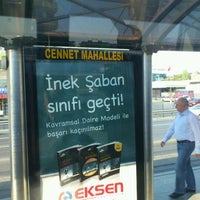 CENNET MAHALLESİ
İnek Şaban
sınıfı geçti!
Kavramsal Daire Modeli ile
başarı kaçınılmaz!
EKSEN